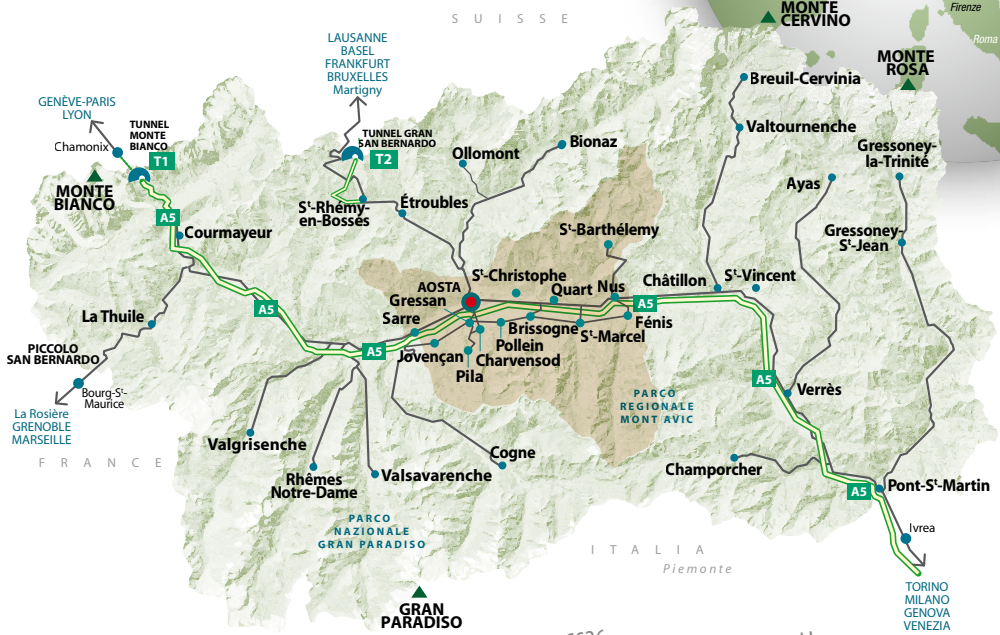 SUISSE
MONTE
CERVINO
Firenze
Roma
LAUSANNE
BASEL
FRANKFURT
BRUXELLES
Martigny
MONTE
ROSA
GENÈVE-PARIS
LYON
Chamonix
TUNNEL
MONTE
BIANCO
T1
TUNNEL GRAN
SAN BERNARDO
T2
MONTE
BIANCO
Breuil-Cervinia
Valtournenche
Bionaz
Ollomont
Gressoney-
la-Trinité
Ayas
Sᵗ-Rhémy-
en-Bosses
Étroubles
A5
Courmayeur
Sᵗ-Barthélemy
Gressoney-
Sᵗ-Jean
Sᵗ-Christophe
AOSTA
Gressan
Quart
Nus
Châtillon
Sᵗ-Vincent
A5
A5
La Thuile
Sarre
Brissogne
Fénis
Sᵗ-Marcel
Pollein
Jovençan
Charvensod
Pila
A5
PICCOLO
SAN BERNARDO
Bourg-Sᵗ-
Maurice
La Rosière
GRENOBLE
MARSEILLE
A5
Verrès
PARCO
REGIONALE
MONT AVIC
FRANCE
Valgrisenche
Rhêmes
Notre-Dame
Valsavarenche
Cogne
Champorcher
A5
Pont-Sᵗ-Martin
PARCO
NAZIONALE
GRAN PARADISO
Ivrea
ITALIA
Piemonte
GRAN
PARADISO
TORINO
MILANO
GENOVA
VENEZIA